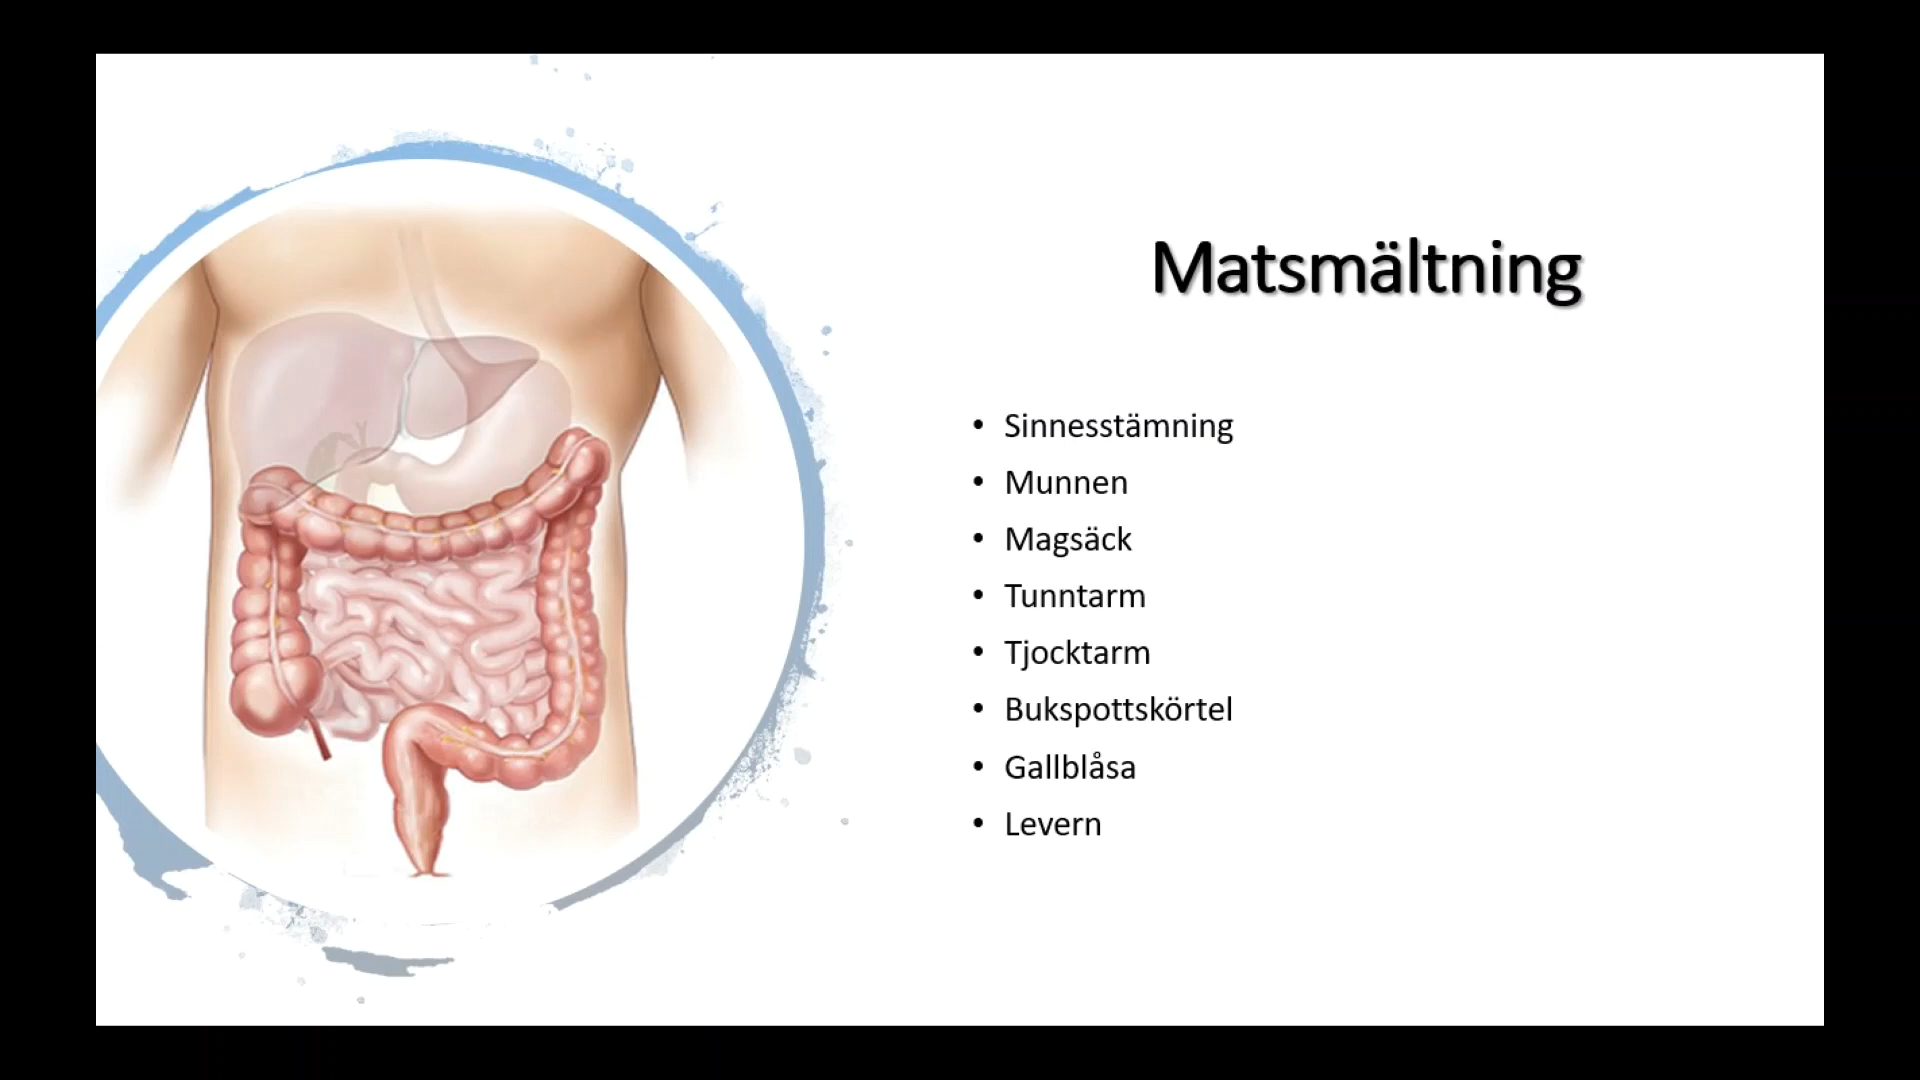 Matsmältning
• Sinnesstämning
• Munnen
• Magsäck
• Tunntarm
• Tjocktarm
• Bukspottskörtel
• Gallblåsa
• Levern